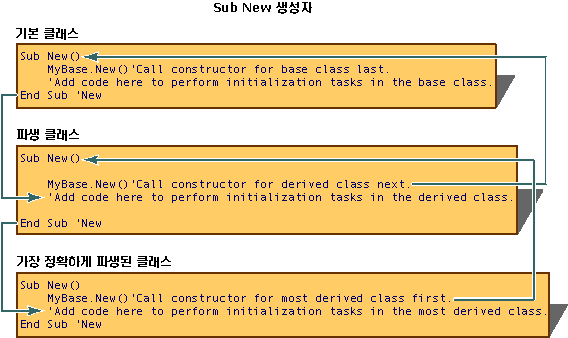 Sub New 생성자
기본 클래스
Sub New()
MyBase.New()'Call constructor for base class last.
'Add code here to perform initialization tasks in the base class.
End Sub 'New
파생 클래스
Sub New()
MyBase.New()'Call constructor for derived class next.
'Add code here to perform initialization tasks in the derived class.
End Sub 'New
가장 정확하게 파생된 클래스
Sub New()
MyBase.New()'Call constructor for most derived class first.
'Add code here to perform initialization tasks in the most derived class.
End Sub 'New